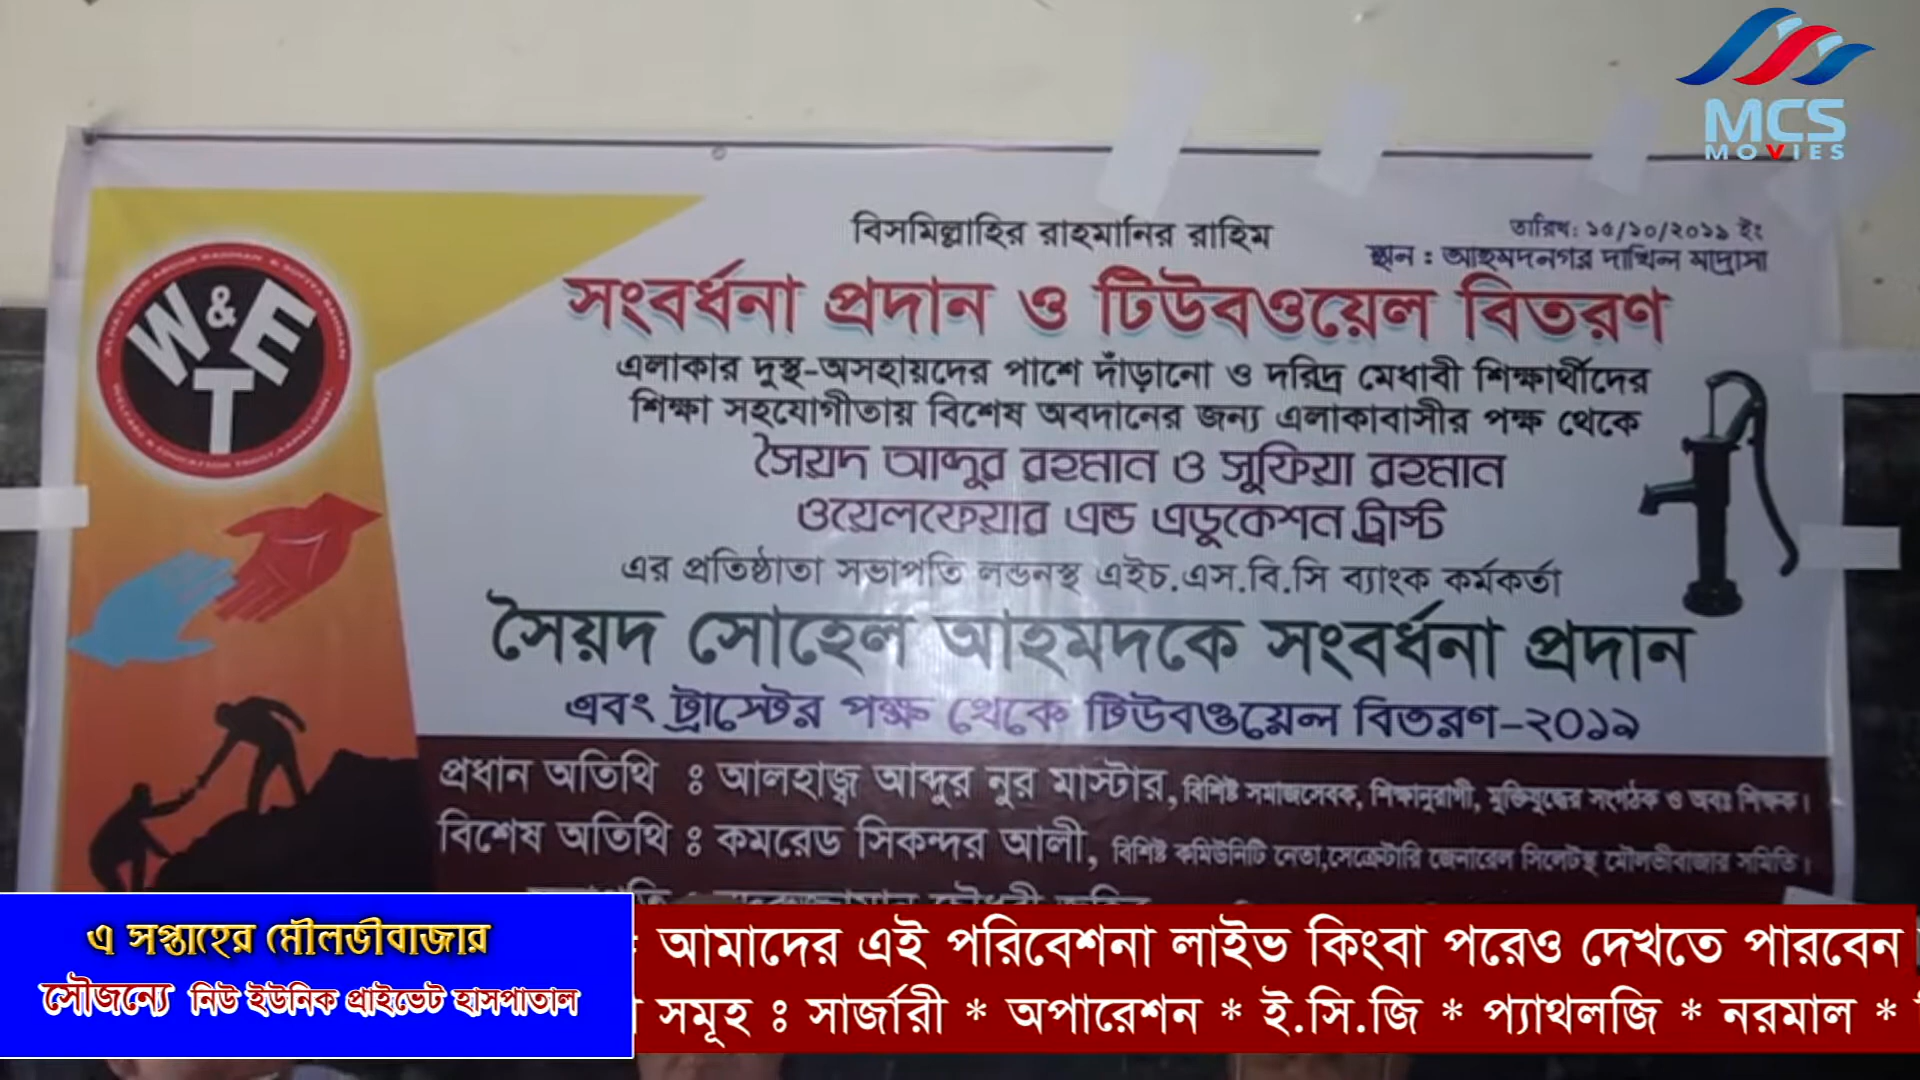 MCS
MOVIES
বিসমিল্লাহির রাহমানির রাহিম
তারিখ: ১৫/১০/২০১৯ ইং
স্থান : আহমদনগর দাখিল মাদ্রাসা
W & E T
সংবর্ধনা প্রদান ও টিউবওয়েল বিতরণ
এলাকার দুস্থ-অসহায়দের পাশে দাঁড়ানো ও দরিদ্র মেধাবী শিক্ষার্থীদের
শিক্ষা সহযোগীতায় বিশেষ অবদানের জন্য এলাকাবাসীর পক্ষ থেকে
সৈয়দ আব্দুর রহমান ও সুফিয়া রহমান
ওয়েলফেয়ার এন্ড এডুকেশন ট্রাস্ট
এর প্রতিষ্ঠাতা সভাপতি লন্ডনস্থ এইচ.এস.বি.সি ব্যাংক কর্মকর্তা
সৈয়দ সোহেল আহমদকে সংবর্ধনা প্রদান
এবং ট্রাস্টের পক্ষ থেকে টিউবওয়েল বিতরণ-২০১৯
প্রধান অতিথি ঃ আলহাজ্ব আব্দুর নুর মাস্টার, বিশিষ্ট সমাজসেবক, শিক্ষানুরাগী, মুক্তিযুদ্ধের সংগঠক ও অবঃ শিক্ষক।
বিশেষ অতিথি ঃ কমরেড সিকন্দর আলী, বিশিষ্ট কমিউনিটি নেতা,সেক্রেটারি জেনারেল সিলেটস্থ মৌলভীবাজার সমিতি।
এ সপ্তাহের মৌলভীবাজার
সৌজন্যে নিউ ইউনিক প্রাইভেট হাসপাতাল
ঃ আমাদের এই পরিবেশনা লাইভ কিংবা পরেও দেখতে পারবেন
সমূহ ঃ সার্জারী * অপারেশন * ই.সি.জি * প্যাথলজি * নরমাল *